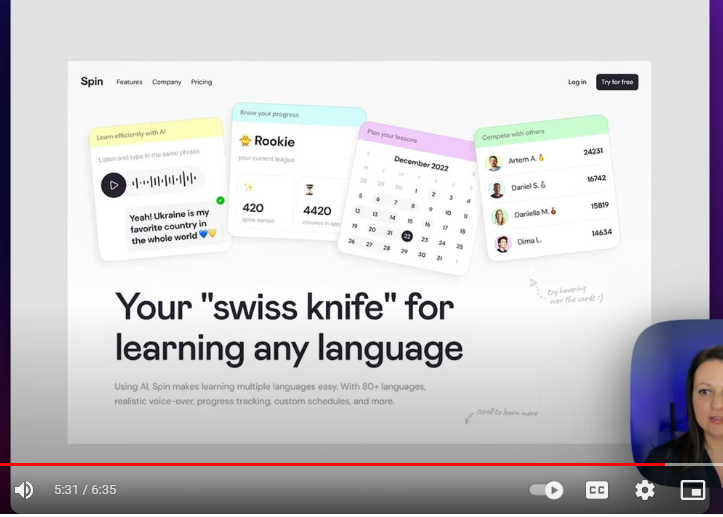 Spin Features Company Pricing Log in Try for free
Learn efficiently with AI
Listen and type in the same phrase
Yeah! Ukraine is my
favorite country in
the whole world 💙💛
Know your progress
🐥 Rookie
your current league
✨ ⏳
420 4420
spins earned minutes in app
Plan your lessons
December 2022
28 29 30 1 2 3 4
5 6 7 8 9 10 11
12 13 14 15 16 17 18
19 20 21 22 23 24 25
26 27 28 29 30 31 1
Compete with others
Artem A. 🥇 24231
Daniel S. 🥈 16742
Daniella M. 🥉 15819
Dima L. 14634
try hovering
over the cards :)
Your "swiss knife" for
learning any language
Using AI, Spin makes learning multiple languages easy. With 80+ languages,
realistic voice-over, progress tracking, custom schedules, and more.
scroll to learn more
5:31 / 6:35 CC